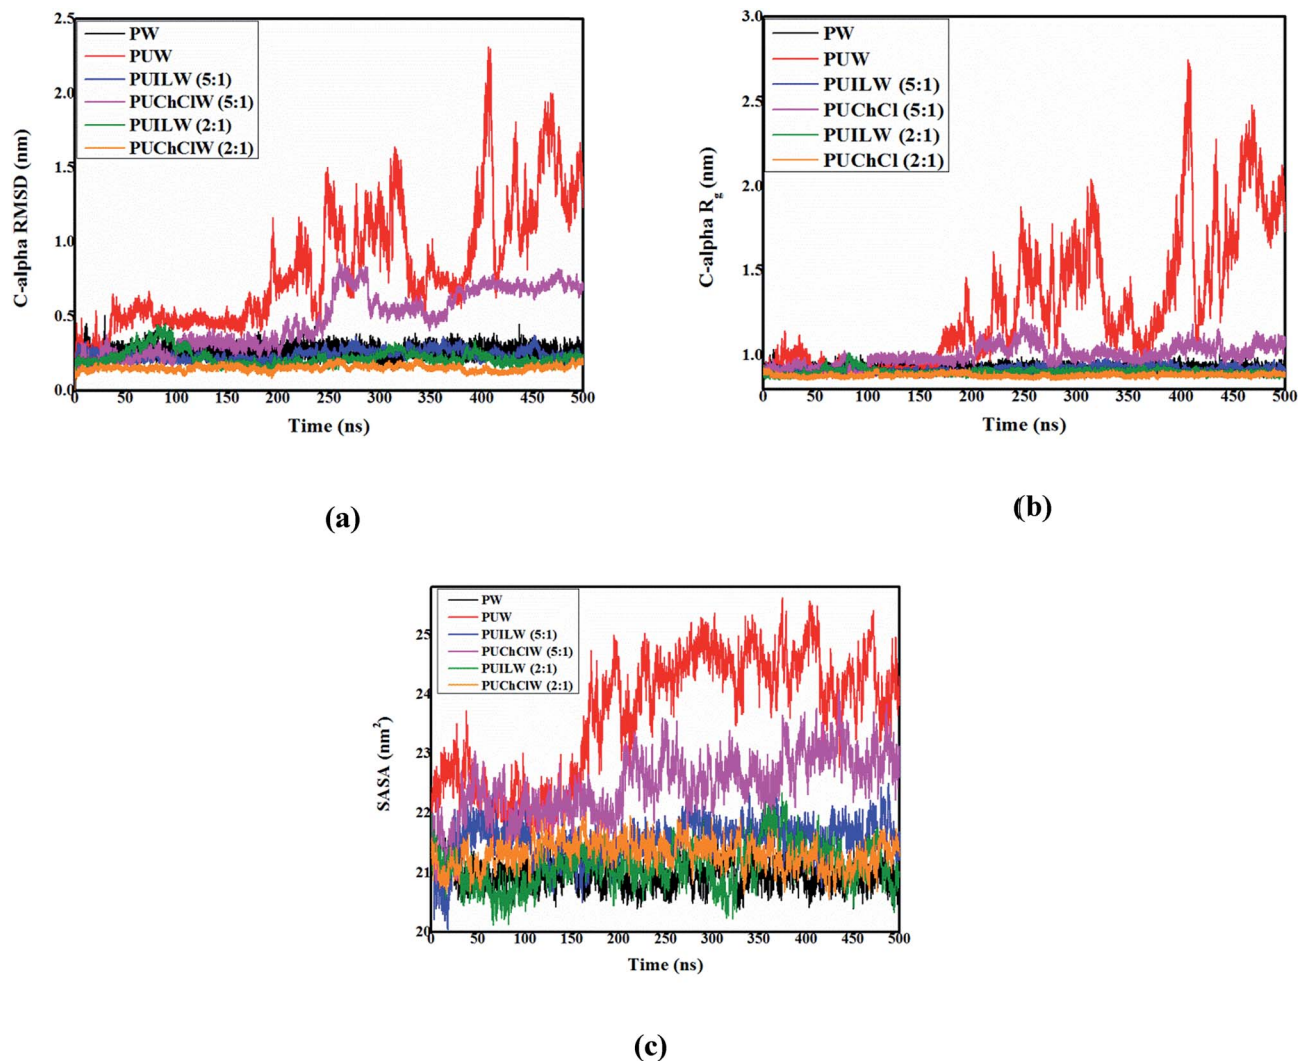 2.5
2.0
1.5
1.0
0.5
0.0
C-alpha RMSD (nm)
PW
PUW
PUILW (5:1)
PUChClW (5:1)
PUILW (2:1)
PUChClW (2:1)
0 50 100 150 200 250 300 350 400 450 500
Time (ns)
(a)
3.0
2.5
2.0
1.5
1.0
C-alpha Rg (nm)
PW
PUW
PUILW (5:1)
PUChCl (5:1)
PUILW (2:1)
PUChCl (2:1)
0 50 100 150 200 250 300 350 400 450 500
Time (ns)
(b)
25
24
23
22
21
20
SASA (nm²)
PW
PUW
PUILW (5:1)
PUChClW (5:1)
PUILW (2:1)
PUChClW (2:1)
0 50 100 150 200 250 300 350 400 450 500
Time (ns)
(c)